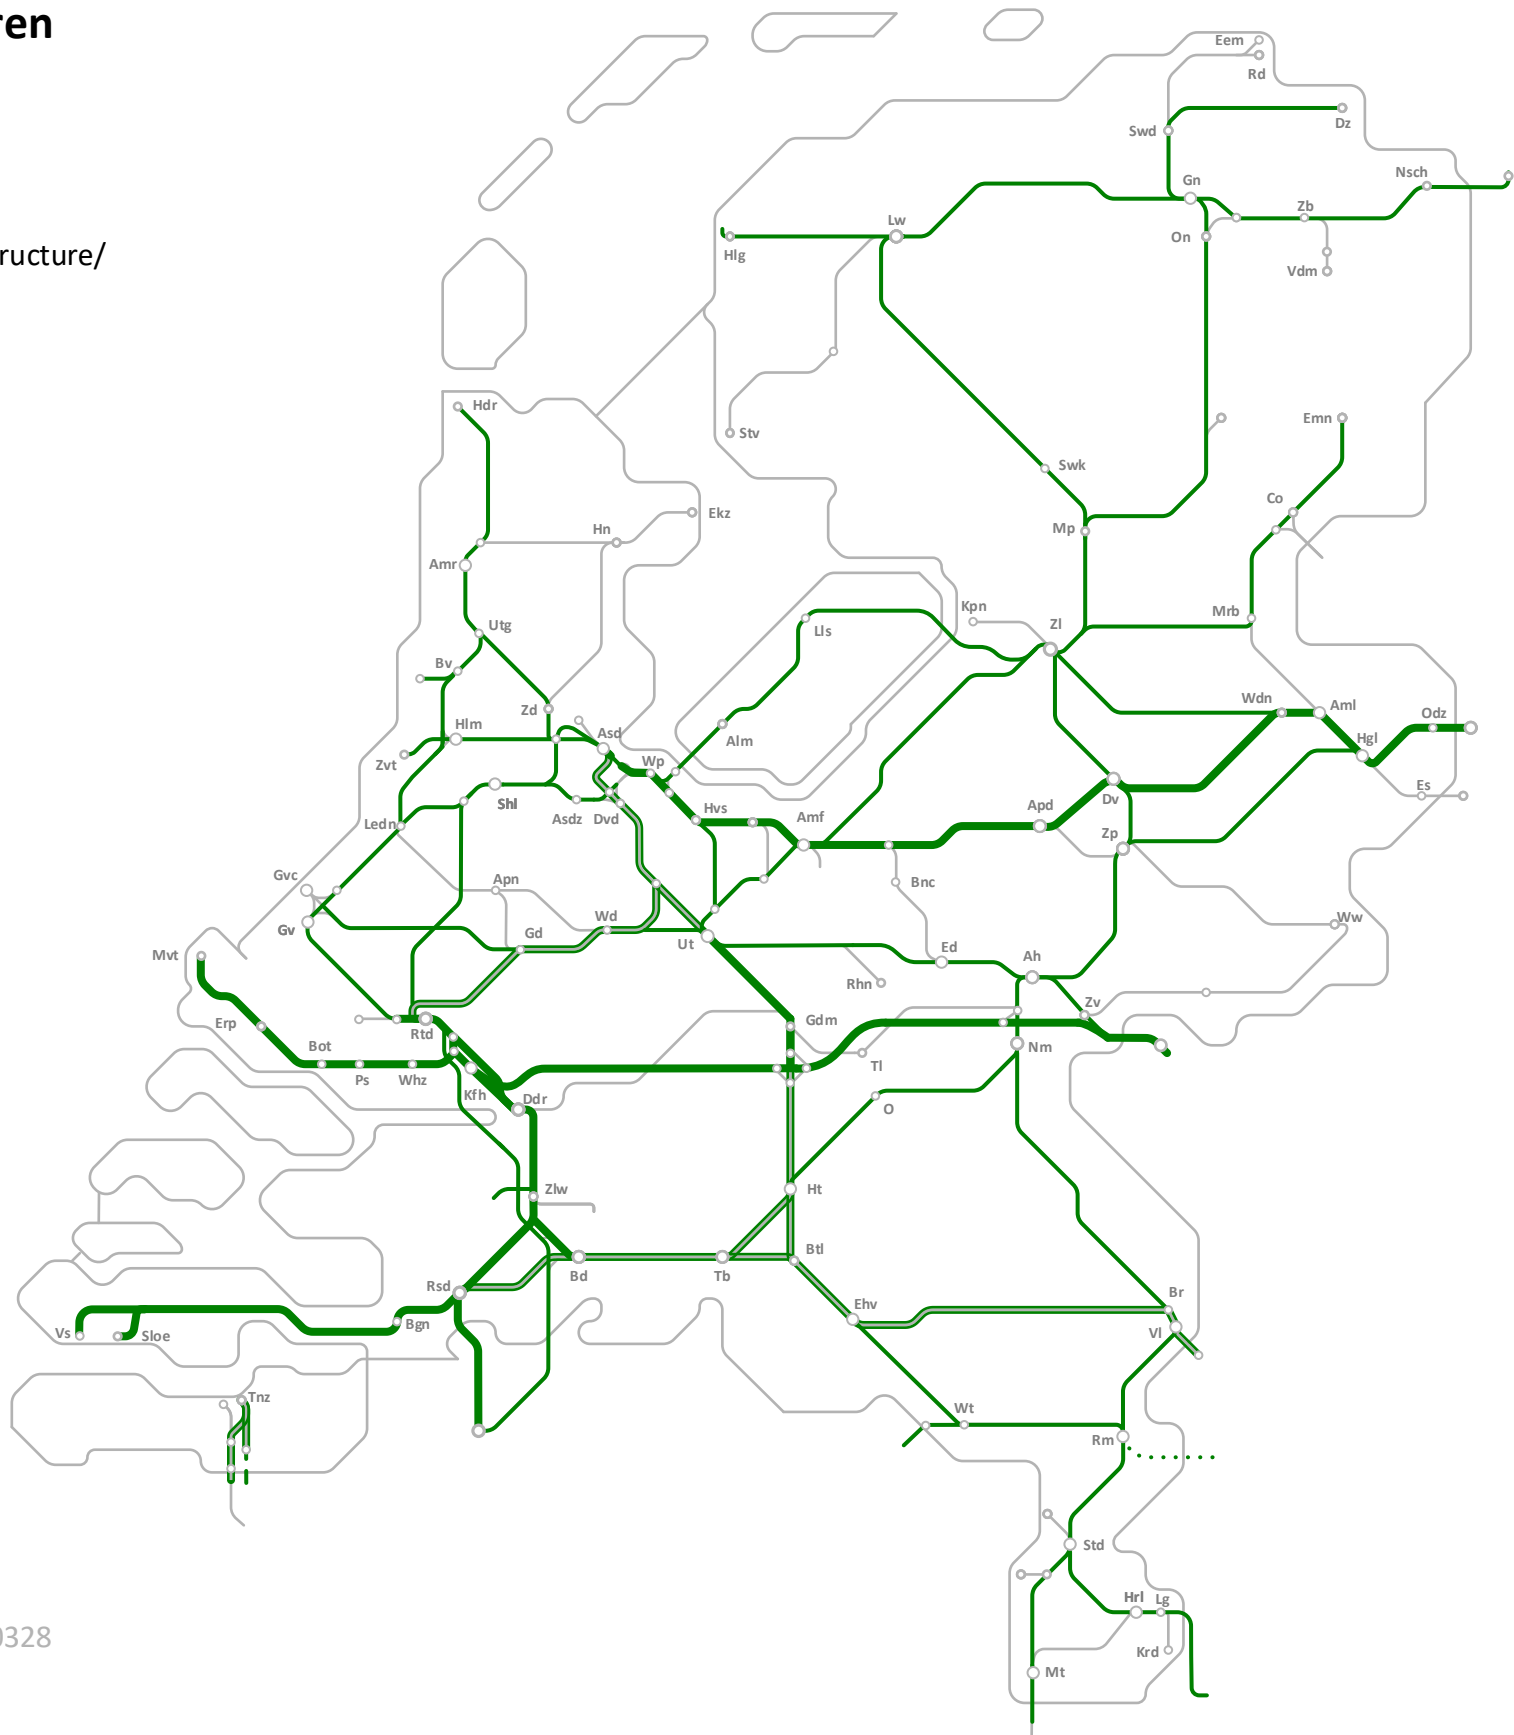 ren
Eem
Rd
Swd
Dz
Nsch
Gn
Zb
Lw
On
Hlg
ructure/
Vdm
Hdr
Stv
Emn
Swk
Co
Ekz
Hn
Mp
Amr
Kpn
Mrb
Utg
Lls
Zl
Bv
Wdn
Aml
Zd
Odz
Hlm
Asd
Alm
Hgl
Zvt
Wp
Es
Shl
Hvs
Apd
Dv
Ledn
Asdz
Dvd
Amf
Zp
Gvc
Apn
Bnc
Wd
Ww
Gv
Gd
Ut
Mvt
Ed
Ah
Rhn
Zv
Erp
Rtd
Gdm
Bot
Nm
Tl
Ps
Whz
Kfh
Ddr
O
Zlw
Ht
Btl
Rsd
Bd
Tb
Br
Ehv
Bgn
Vs
Sloe
Vl
Tnz
Wt
Rm
Std
Hrl
Lg
0328
Krd
Mt